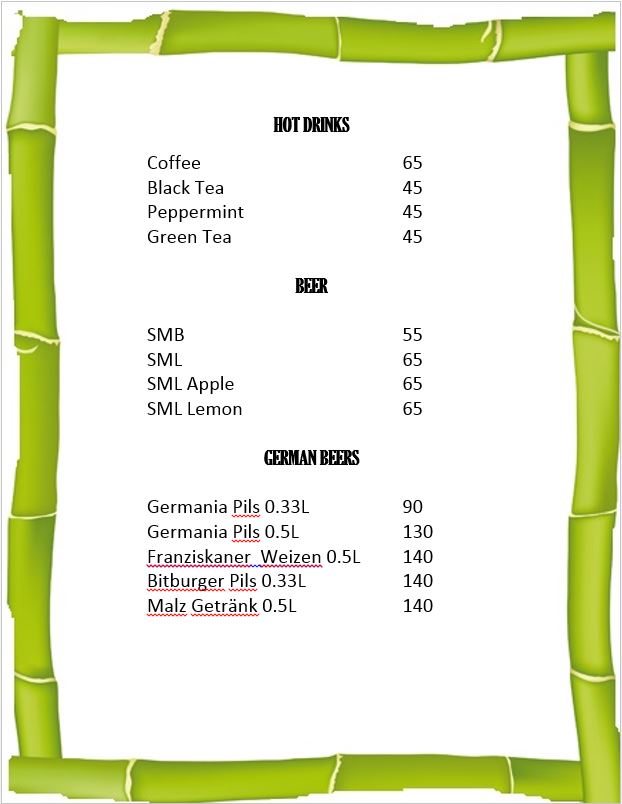 HOT DRINKS
Coffee 65
Black Tea 45
Peppermint 45
Green Tea 45
BEER
SMB 55
SML 65
SML Apple 65
SML Lemon 65
GERMAN BEERS
Germania Pils 0.33L 90
Germania Pils 0.5L 130
Franziskaner  Weizen 0.5L 140
Bitburger Pils 0.33L 140
Malz Getränk 0.5L 140